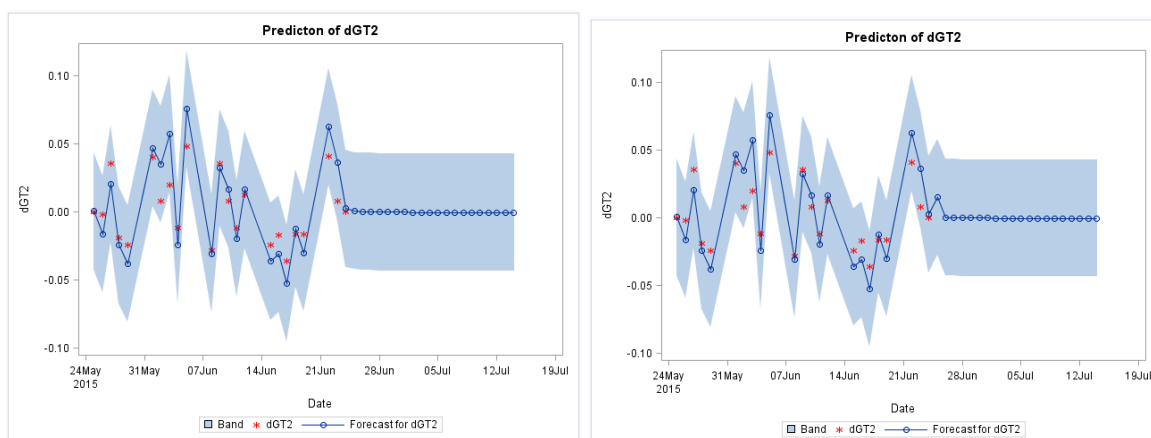 Predicton of dGT2
0.10
0.05
0.00
-0.05
-0.10
dGT2
24May 31May 07Jun 14Jun 21Jun 28Jun 05Jul 12Jul 19Jul
2015
Date
Band dGT2 Forecast for dGT2
Predicton of dGT2
0.10
0.05
0.00
-0.05
-0.10
dGT2
24May 31May 07Jun 14Jun 21Jun 28Jun 05Jul 12Jul 19Jul
2015
Date
Band dGT2 Forecast for dGT2